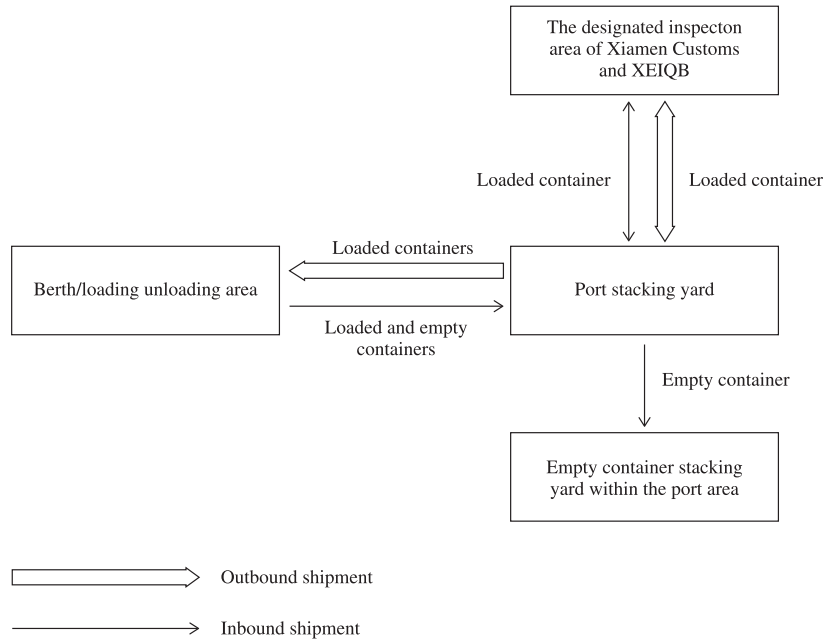 The designated inspecton
area of Xiamen Customs
and XEIQB
Loaded container
Loaded container
Loaded containers
Berth/loading unloading area
Port stacking yard
Loaded and empty
containers
Empty container
Empty container stacking
yard within the port area
Outbound shipment
Inbound shipment